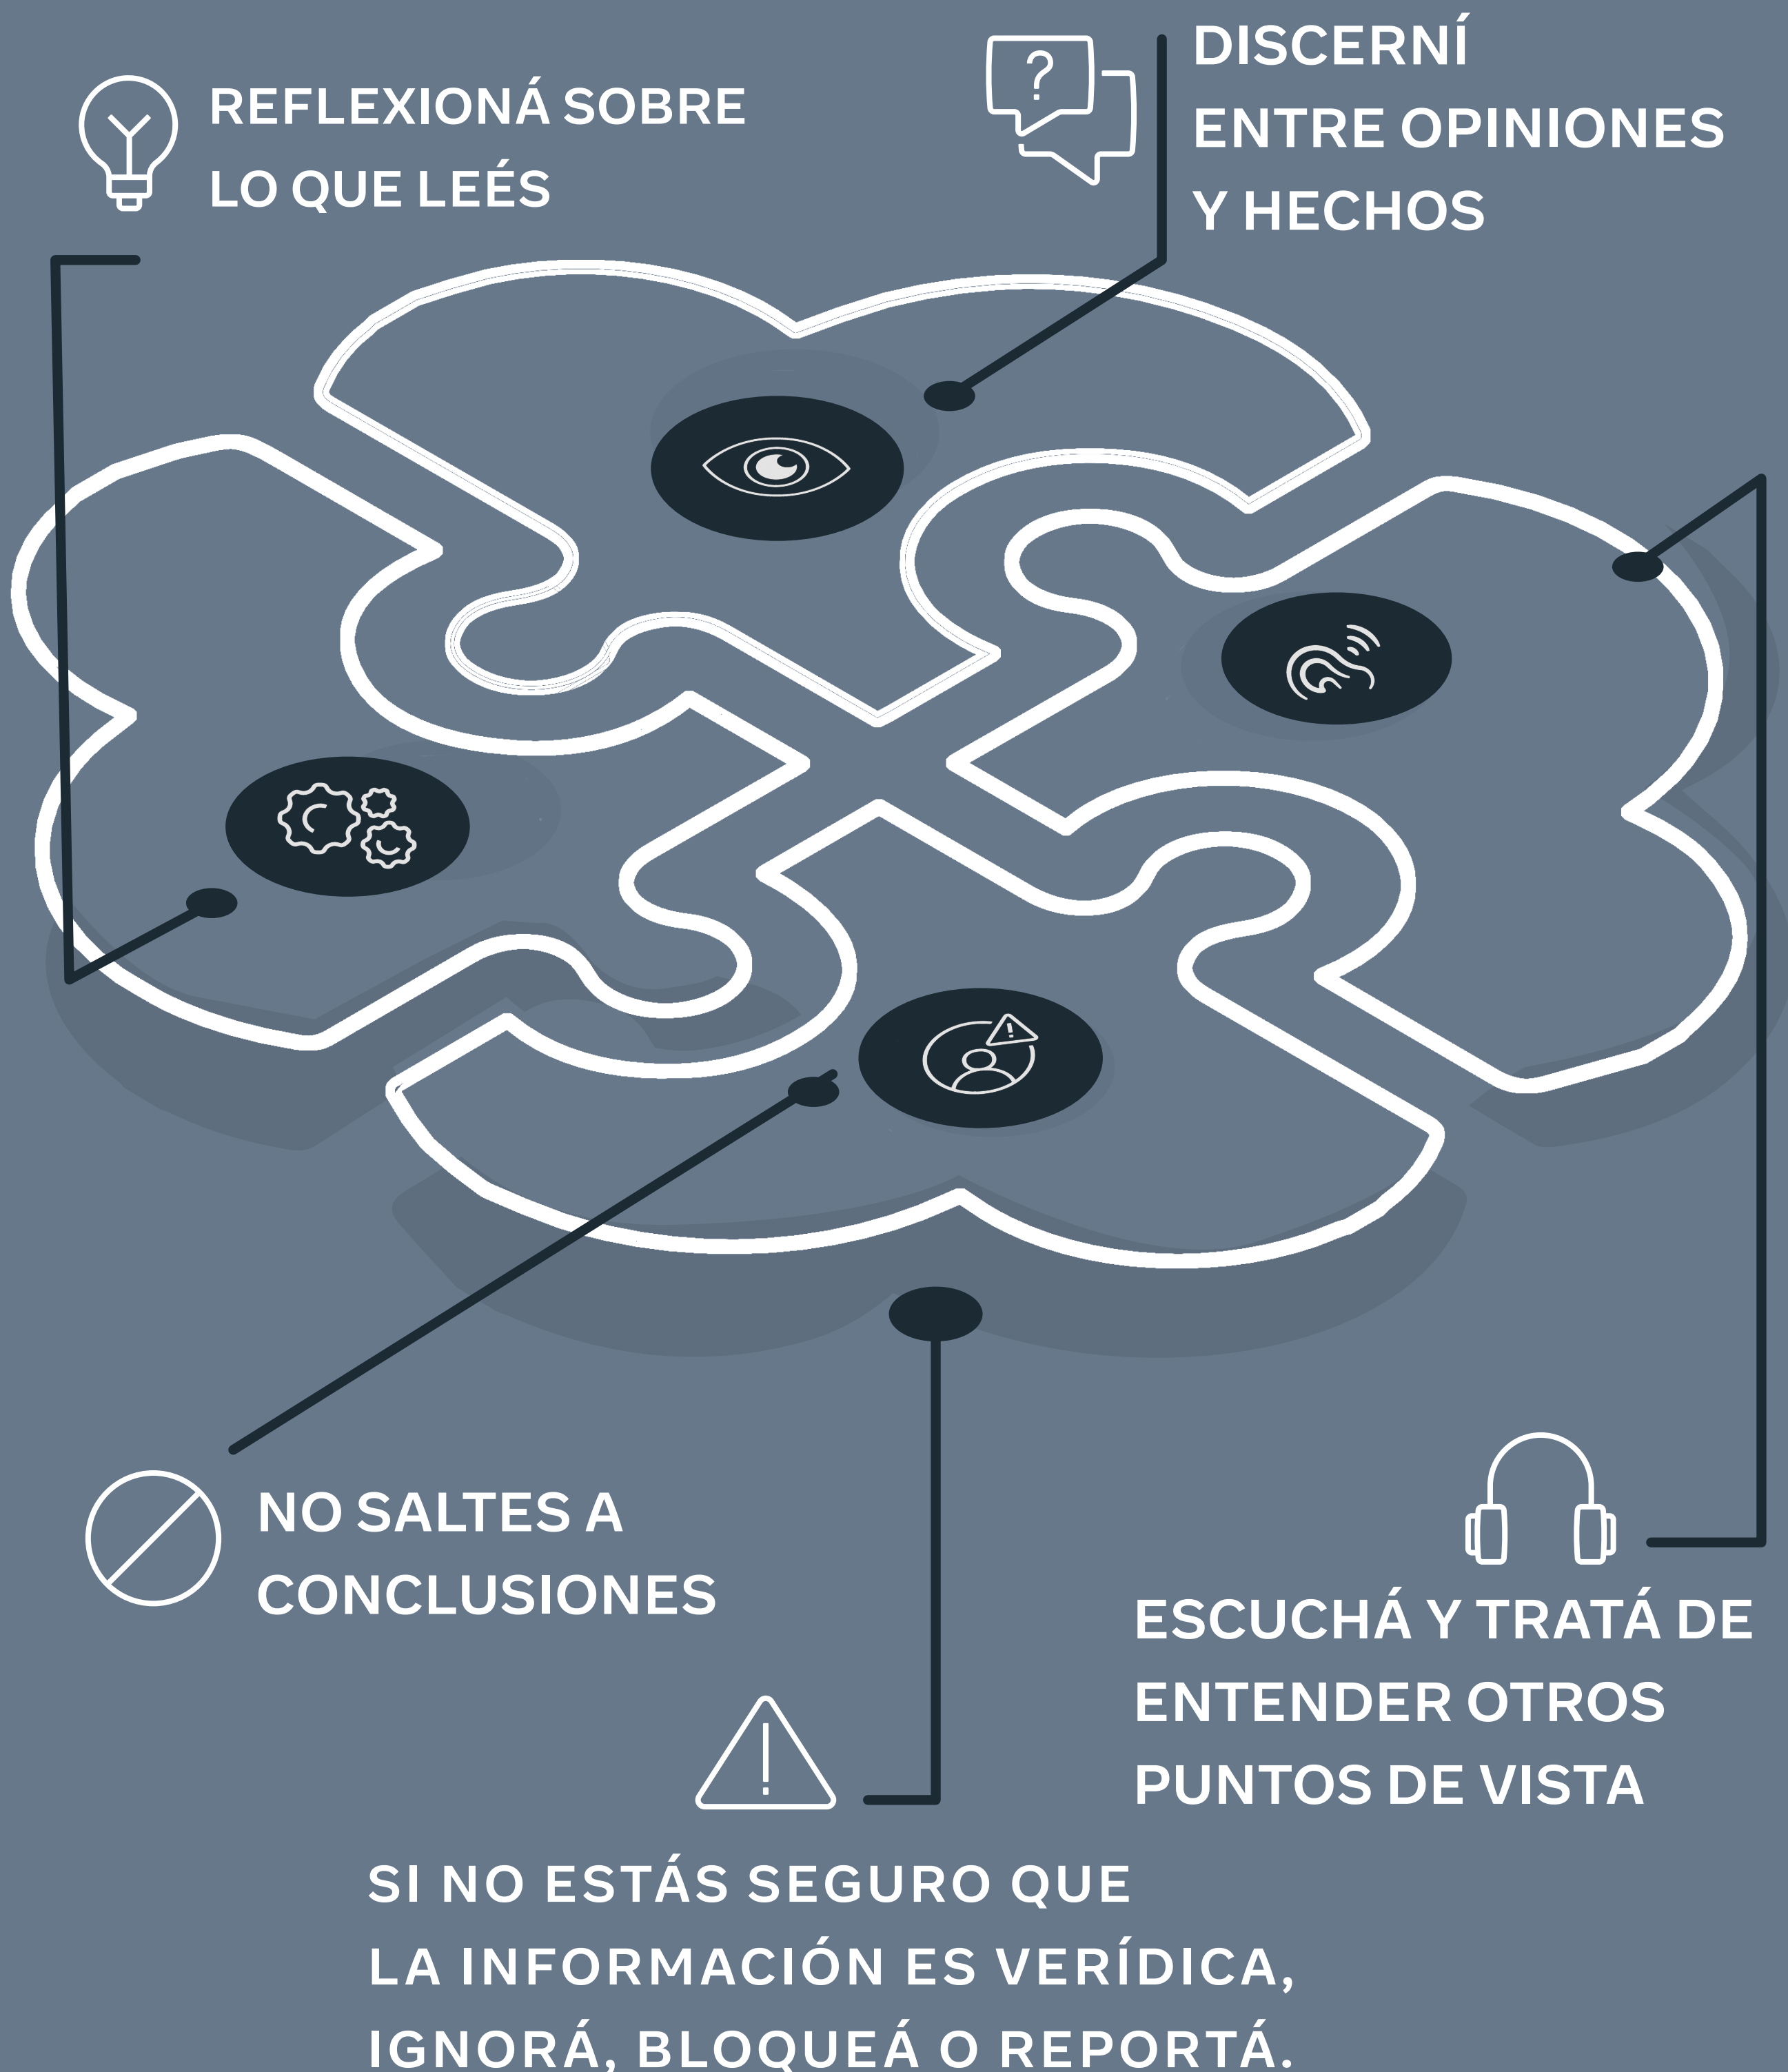 REFLEXIONÁ SOBRE
LO QUE LEÉS
DISCERNÍ
ENTRE OPINIONES
Y HECHOS
NO SALTES A
CONCLUSIONES
ESCUCHÁ Y TRATÁ DE
ENTENDER OTROS
PUNTOS DE VISTA
SI NO ESTÁS SEGURO QUE
LA INFORMACIÓN ES VERÍDICA,
IGNORÁ, BLOQUEÁ O REPORTÁ.